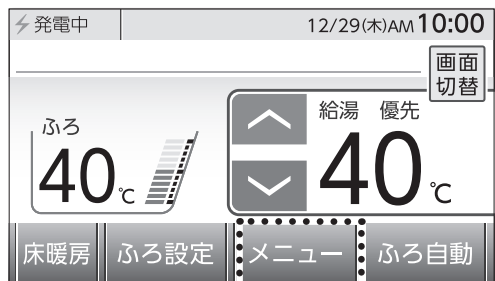 発電中 12/29(木)AM10:00
画面
切替
ふろ
40℃
給湯 優先
40℃
床暖房 ふろ設定 メニュー ふろ自動